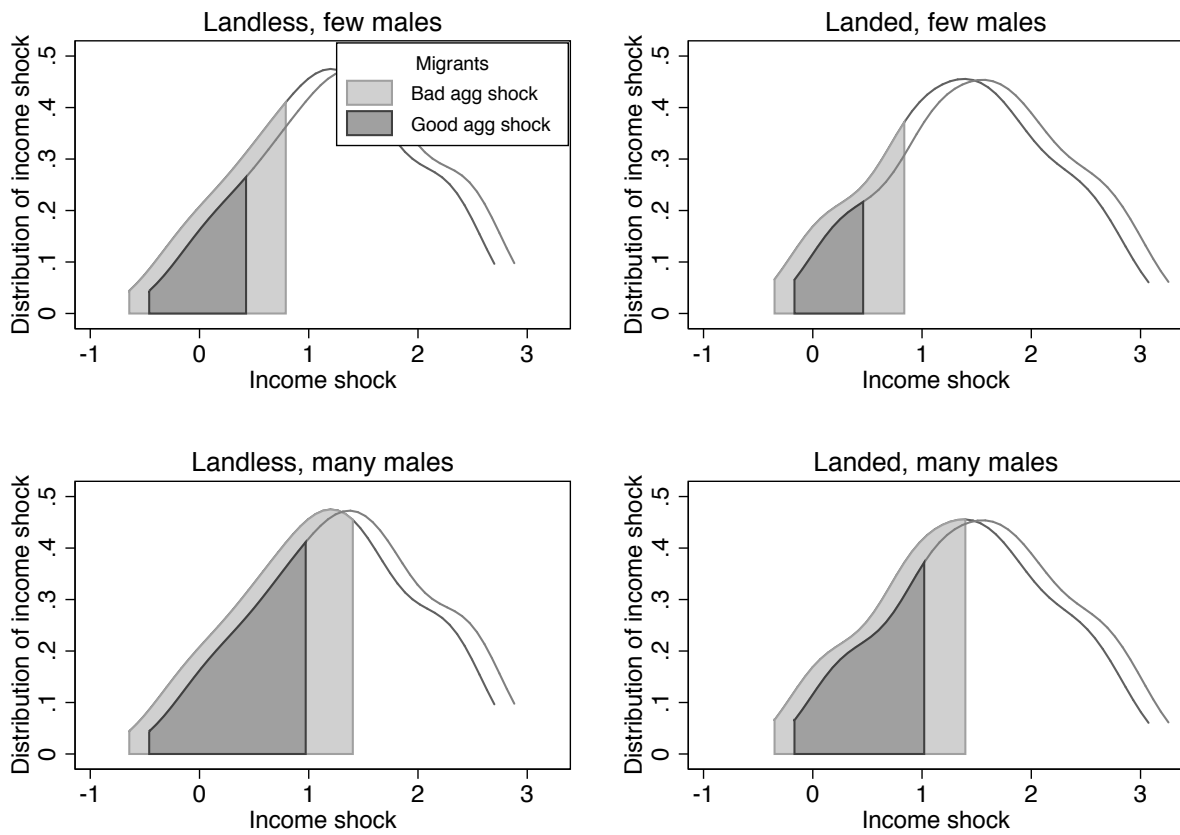 Landless, few males
Distribution of income shock
0 .1 .2 .3 .4 .5
Migrants
Bad agg shock
Good agg shock
-1 0 1 2 3
Income shock
Landed, few males
Distribution of income shock
0 .1 .2 .3 .4 .5
-1 0 1 2 3
Income shock
Landless, many males
Distribution of income shock
0 .1 .2 .3 .4 .5
-1 0 1 2 3
Income shock
Landed, many males
Distribution of income shock
0 .1 .2 .3 .4 .5
-1 0 1 2 3
Income shock